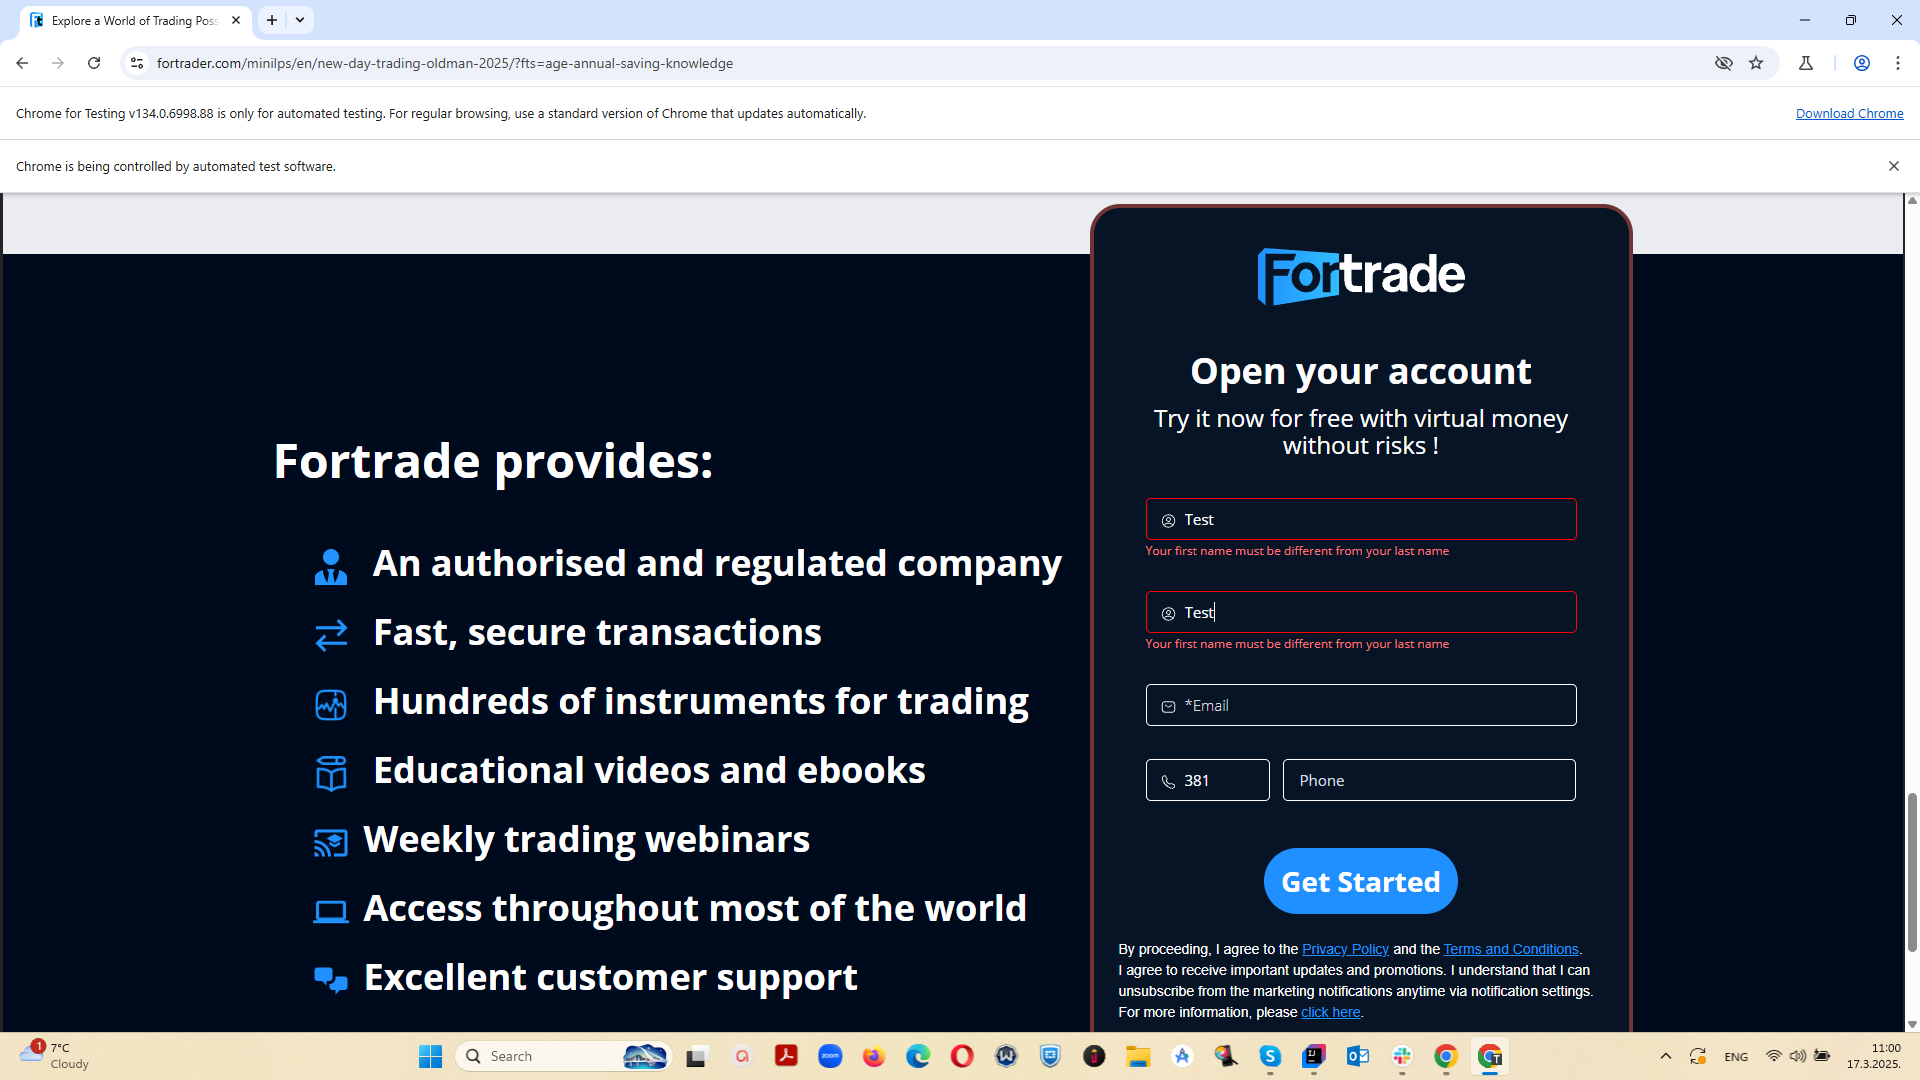 Explore a World of Trading Poss
fortrader.com/minilps/en/new-day-trading-oldman-2025/?fts=age-annual-saving-knowledge
Chrome for Testing v134.0.6998.88 is only for automated testing. For regular browsing, use a standard version of Chrome that updates automatically.
Download Chrome
Chrome is being controlled by automated test software.
Fortrade
Open your account
Try it now for free with virtual money
without risks !
Test
Your first name must be different from your last name
Test
Your first name must be different from your last name
*Email
381
Phone
Get Started
By proceeding, I agree to the Privacy Policy and the Terms and Conditions.
I agree to receive important updates and promotions. I understand that I can
unsubscribe from the marketing notifications anytime via notification settings.
For more information, please click here.
Fortrade provides:
An authorised and regulated company
Fast, secure transactions
Hundreds of instruments for trading
Educational videos and ebooks
Weekly trading webinars
Access throughout most of the world
Excellent customer support
1
7°C
Cloudy
Search
zoom
ENG
11:00
17.3.2025.